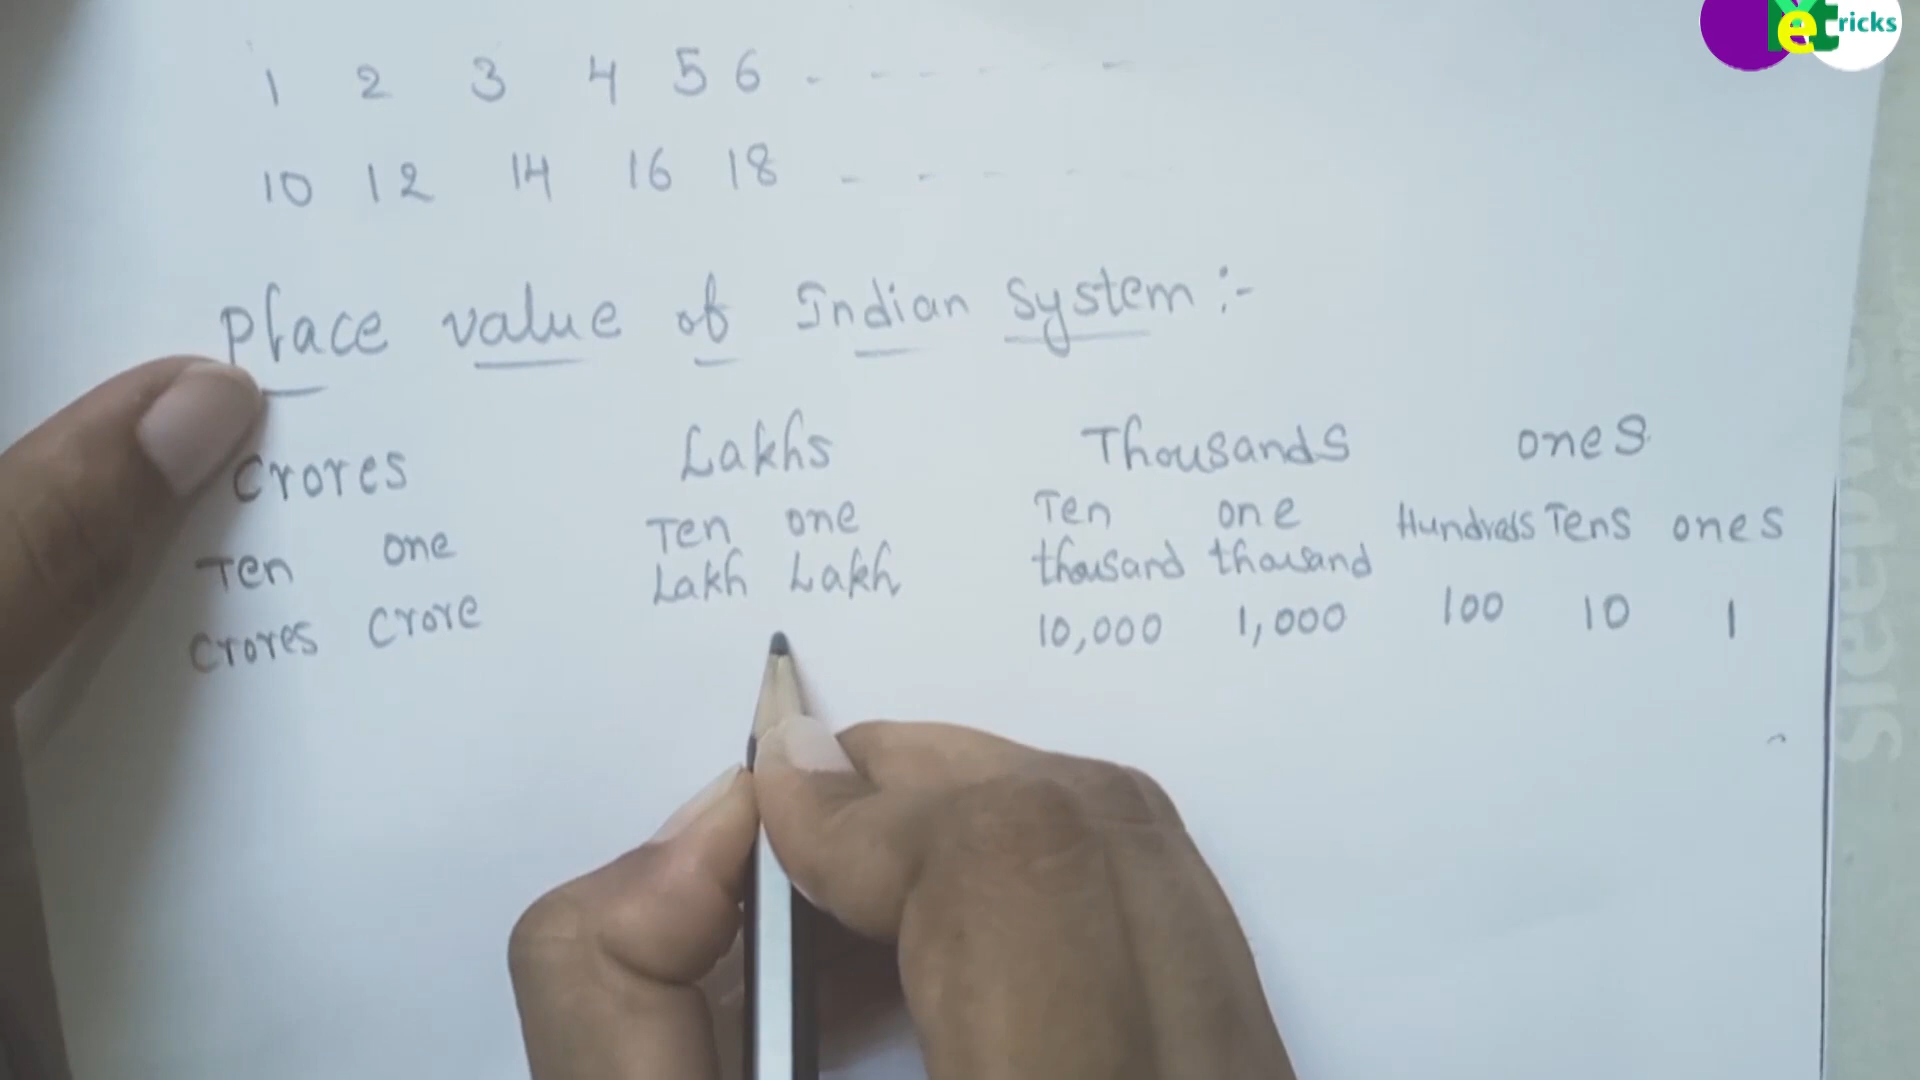 Yetricks
1 2 3 4 5 6 - - - - - -
10 12 14 16 18 - - - -
Place value of Indian System :-
Crores Lakhs Thousands ones
Ten one Ten one Ten one Hundreds Tens ones
Crores Crore Lakh Lakh thousand thousand
10,000 1,000 100 10 1